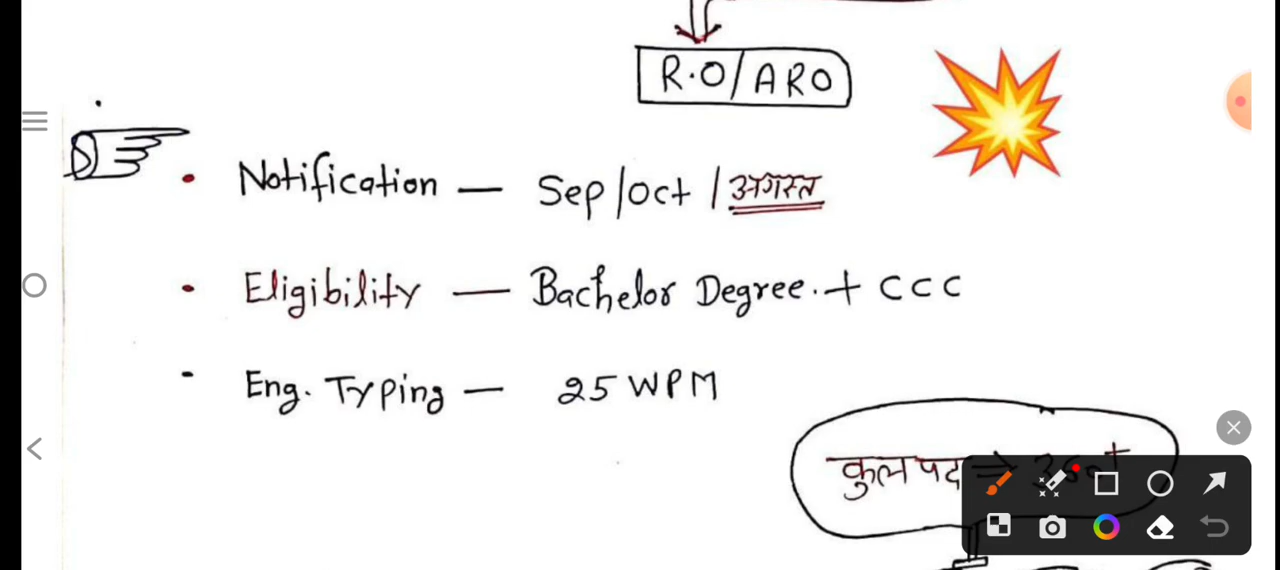 R.O/ARO
Notification — Sep/Oct/अगस्त
Eligibility — Bachelor Degree. + CCC
Eng. Typing — 25 WPM
कुल पद ⇒